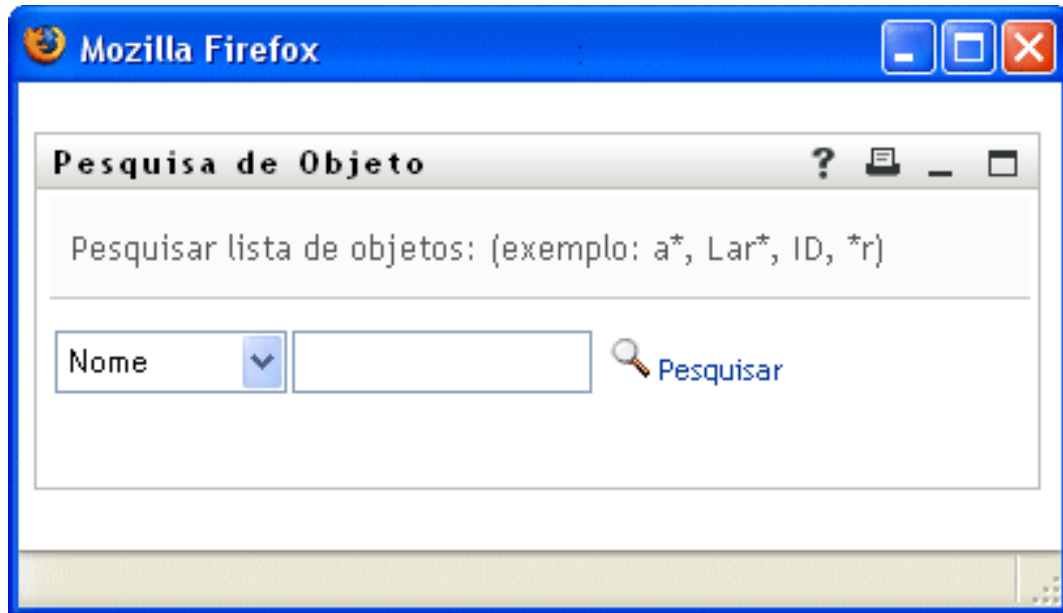 Mozilla Firefox
Pesquisa de Objeto
Pesquisar lista de objetos: (exemplo: a*, Lar*, ID, *r)
Nome Pesquisar